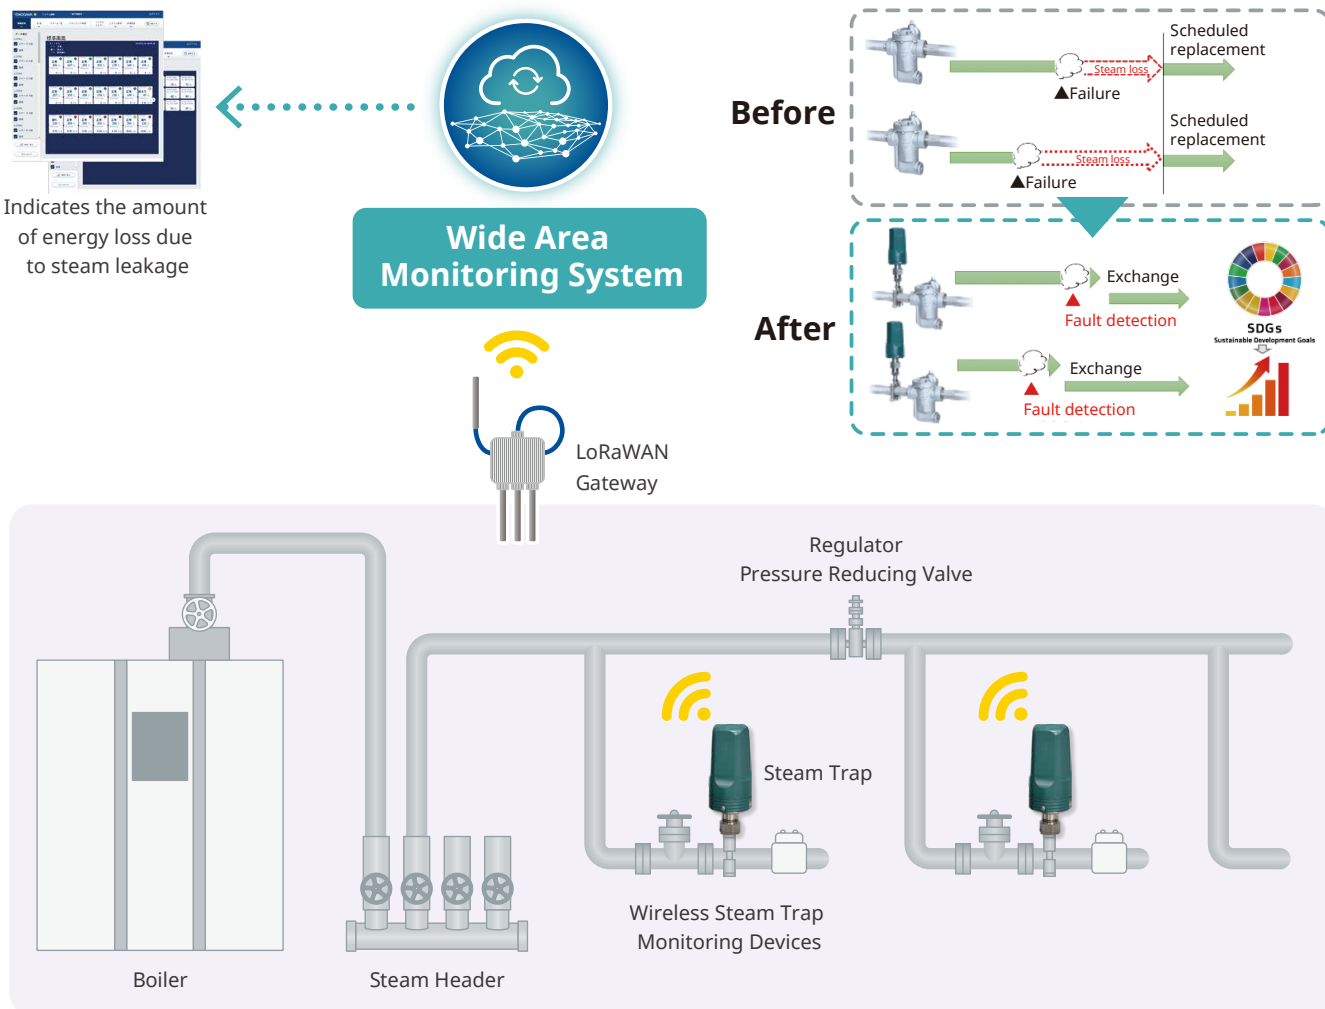 YOKOGAWA
Indicates the amount
of energy loss due
to steam leakage
Wide Area
Monitoring System
LoRaWAN
Gateway
Before
Steam loss
▲Failure
Scheduled
replacement
Steam loss
▲Failure
Scheduled
replacement
After
Exchange
Fault detection
Exchange
Fault detection
SDGs
Sustainable Development Goals
Regulator
Pressure Reducing Valve
Steam Trap
Wireless Steam Trap
Monitoring Devices
Boiler
Steam Header